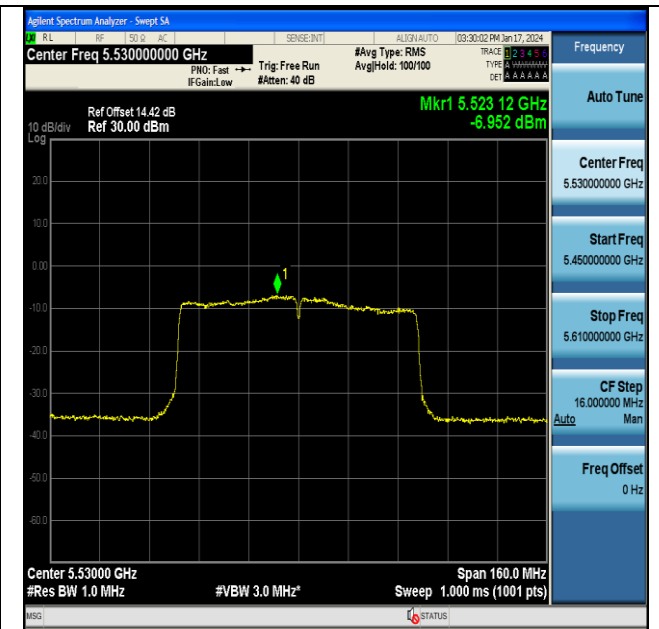 Agilent Spectrum Analyzer - Swept SA
RL RF 50 Ω AC SENSE:INT ALIGN AUTO 03:30:02 PM Jan 17, 2024
Center Freq 5.530000000 GHz
PNO: Fast
IFGain:Low
Trig: Free Run
#Atten: 40 dB
#Avg Type: RMS
Avg|Hold: 100/100
TRACE 1 2 3 4 5 6
TYPE A
DET A A A A A A
Ref Offset 14.42 dB
10 dB/div Ref 30.00 dBm
Log
Mkr1 5.523 12 GHz
-6.952 dBm
20.0
10.0
0.00
-10.0
-20.0
-30.0
-40.0
-50.0
-60.0
1
Center 5.53000 GHz
#Res BW 1.0 MHz
#VBW 3.0 MHz*
Span 160.0 MHz
Sweep 1.000 ms (1001 pts)
MSG
STATUS
Frequency
Auto Tune
Center Freq
5.530000000 GHz
Start Freq
5.450000000 GHz
Stop Freq
5.610000000 GHz
CF Step
16.000000 MHz
Auto Man
Freq Offset
0 Hz